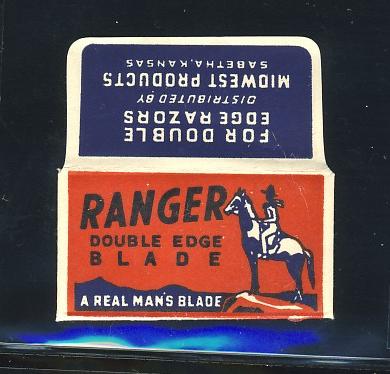 FOR DOUBLE
EDGE RAZORS
DISTRIBUTED BY
MIDWEST PRODUCTS
SABETHA, KANSAS
RANGER
DOUBLE EDGE
BLADE
A REAL MAN'S BLADE